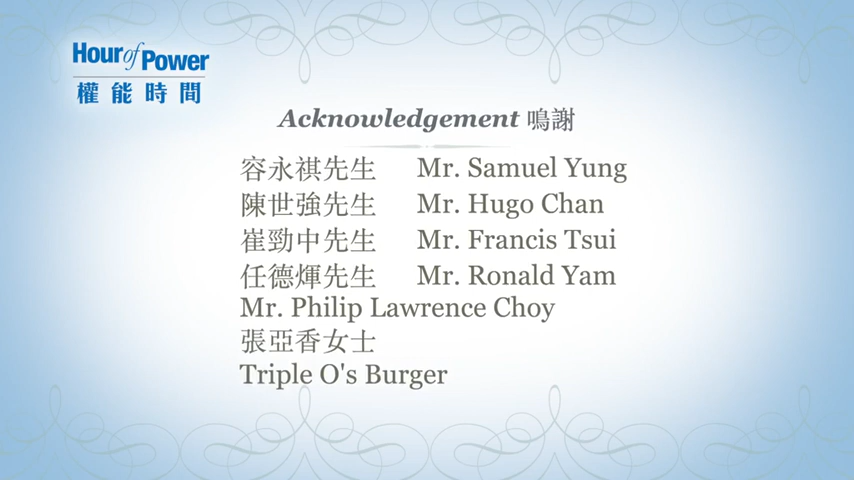 Hour of Power
權能時間
Acknowledgement 鳴謝
容永祺先生 Mr. Samuel Yung
陳世強先生 Mr. Hugo Chan
崔勁中先生 Mr. Francis Tsui
任德煇先生 Mr. Ronald Yam
Mr. Philip Lawrence Choy
張亞香女士
Triple O's Burger